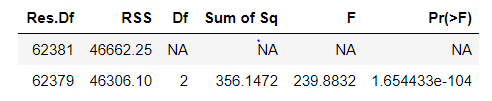 Res.Df RSS Df Sum of Sq F Pr(>F)
62381 46662.25 NA NA NA NA
62379 46306.10 2 356.1472 239.8832 1.654433e-104